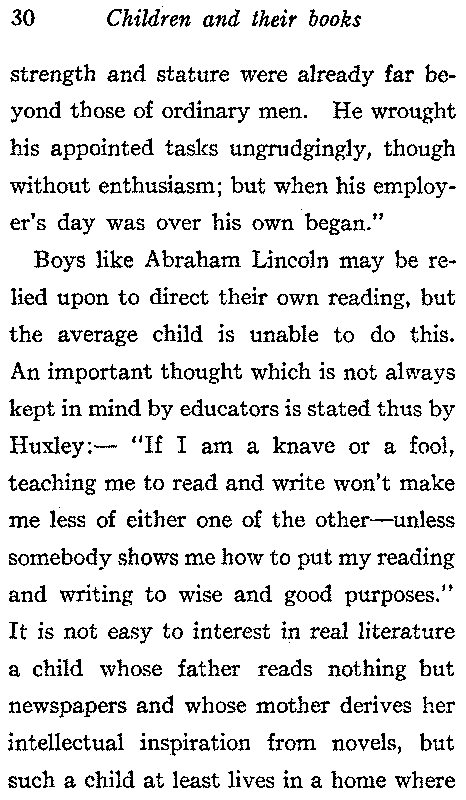 30 Children and their books
strength and stature were already far be-
yond those of ordinary men. He wrought
his appointed tasks ungrudgingly, though
without enthusiasm; but when his employ-
er's day was over his own began."
Boys like Abraham Lincoln may be re-
lied upon to direct their own reading, but
the average child is unable to do this.
An important thought which is not always
kept in mind by educators is stated thus by
Huxley:— "If I am a knave or a fool,
teaching me to read and write won't make
me less of either one of the other—unless
somebody shows me how to put my reading
and writing to wise and good purposes."
It is not easy to interest in real literature
a child whose father reads nothing but
newspapers and whose mother derives her
intellectual inspiration from novels, but
such a child at least lives in a home where